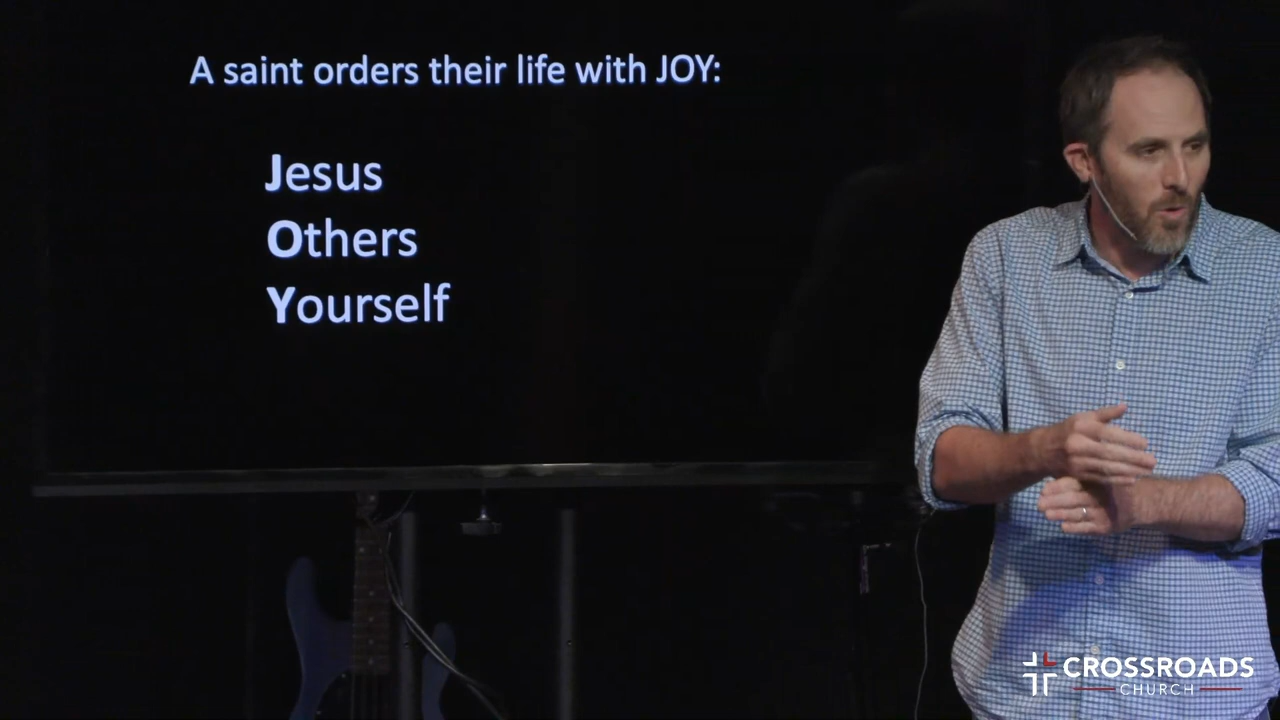 A saint orders their life with JOY:
Jesus
Others
Yourself
CROSSROADS
CHURCH